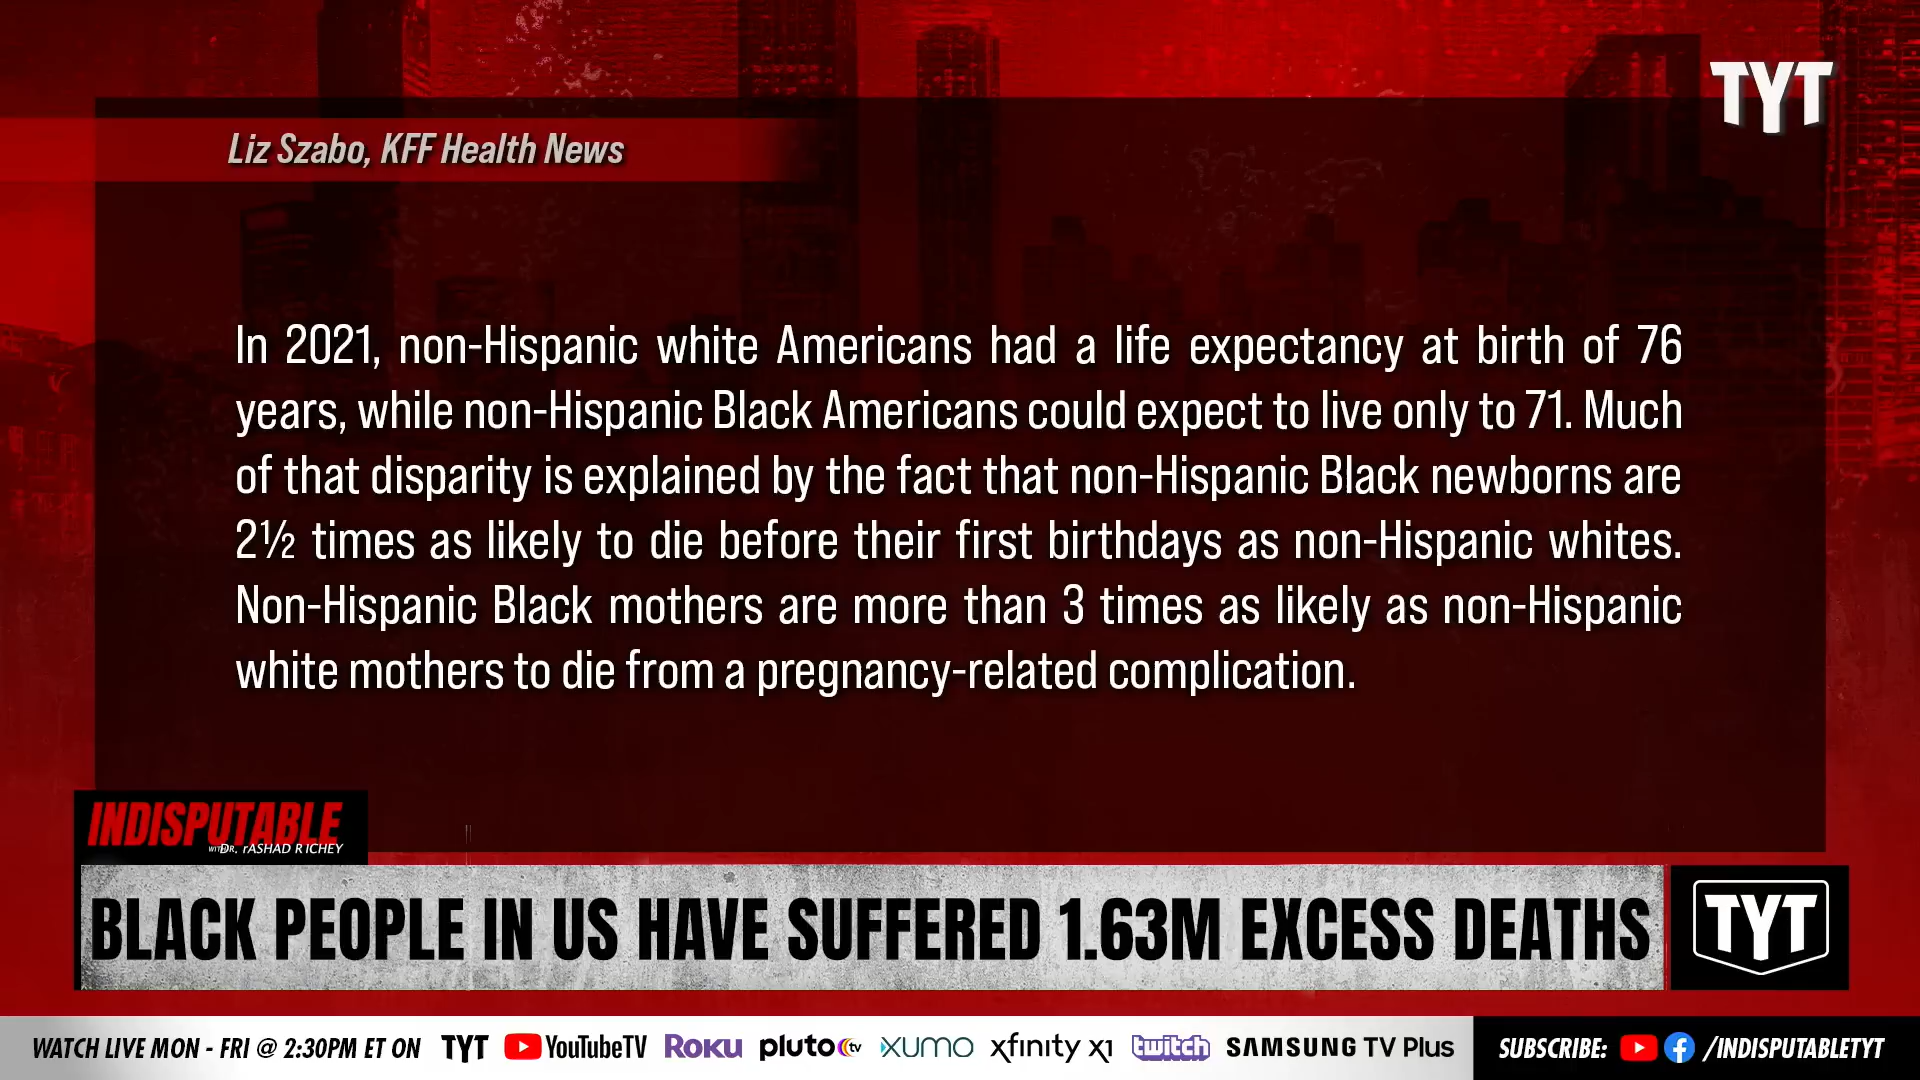 TYT
Liz Szabo, KFF Health News
In 2021, non-Hispanic white Americans had a life expectancy at birth of 76
years, while non-Hispanic Black Americans could expect to live only to 71. Much
of that disparity is explained by the fact that non-Hispanic Black newborns are
2½ times as likely to die before their first birthdays as non-Hispanic whites.
Non-Hispanic Black mothers are more than 3 times as likely as non-Hispanic
white mothers to die from a pregnancy-related complication.
INDISPUTABLE
WITH DR. rASHAD RICHEY
BLACK PEOPLE IN US HAVE SUFFERED 1.63M EXCESS DEATHS
TYT
WATCH LIVE MON - FRI @ 2:30PM ET ON TYT YouTubeTV Roku pluto tv xumo xfinity x1 twitch SAMSUNG TV Plus SUBSCRIBE: /INDISPUTABLETYT